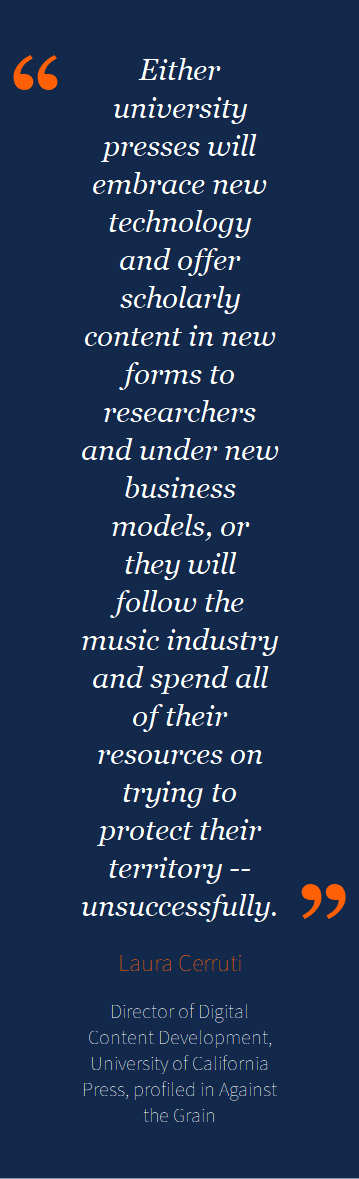 “ Either
university
presses will
embrace new
technology
and offer
scholarly
content in new
forms to
researchers
and under new
business
models, or
they will
follow the
music industry
and spend all
of their
resources on
trying to
protect their
territory --
unsuccessfully. ”
Laura Cerruti
Director of Digital
Content Development,
University of California
Press, profiled in Against
the Grain